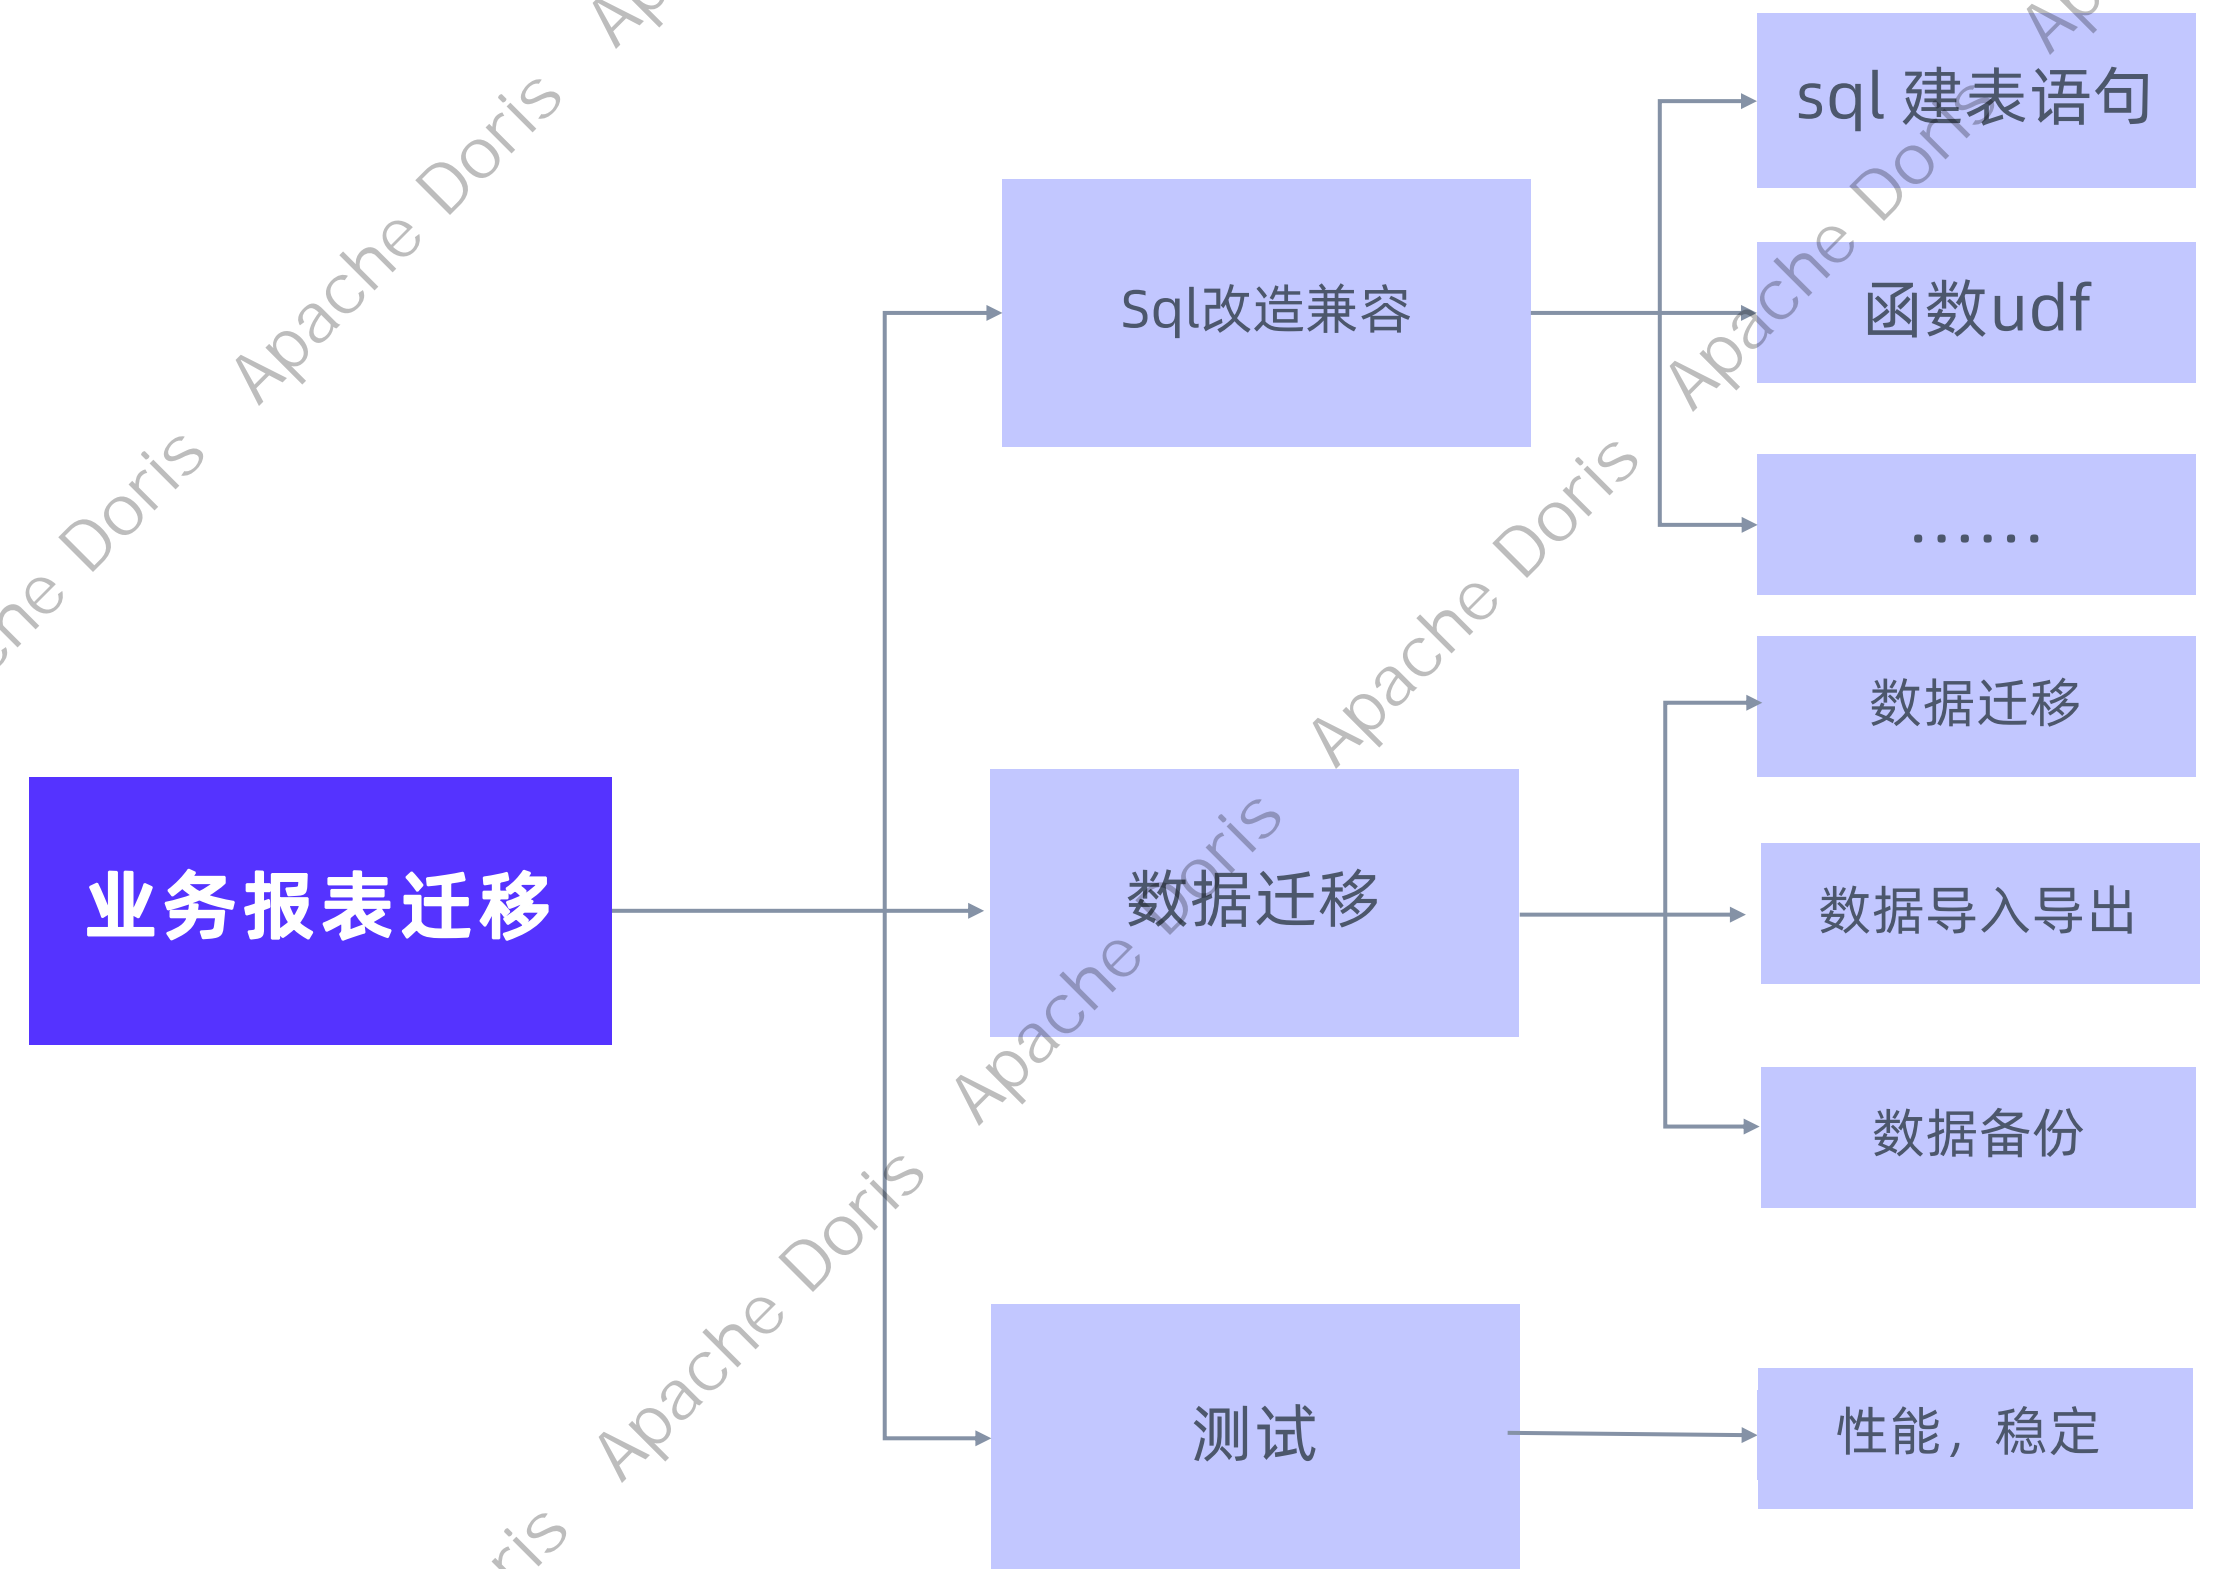 业务报表迁移
Sql改造兼容
sql 建表语句
函数udf
······
数据迁移
数据迁移
数据导入导出
数据备份
测试
性能，稳定
Apache Doris
Apache Doris
Apache Doris
Apache Doris
Apache Doris